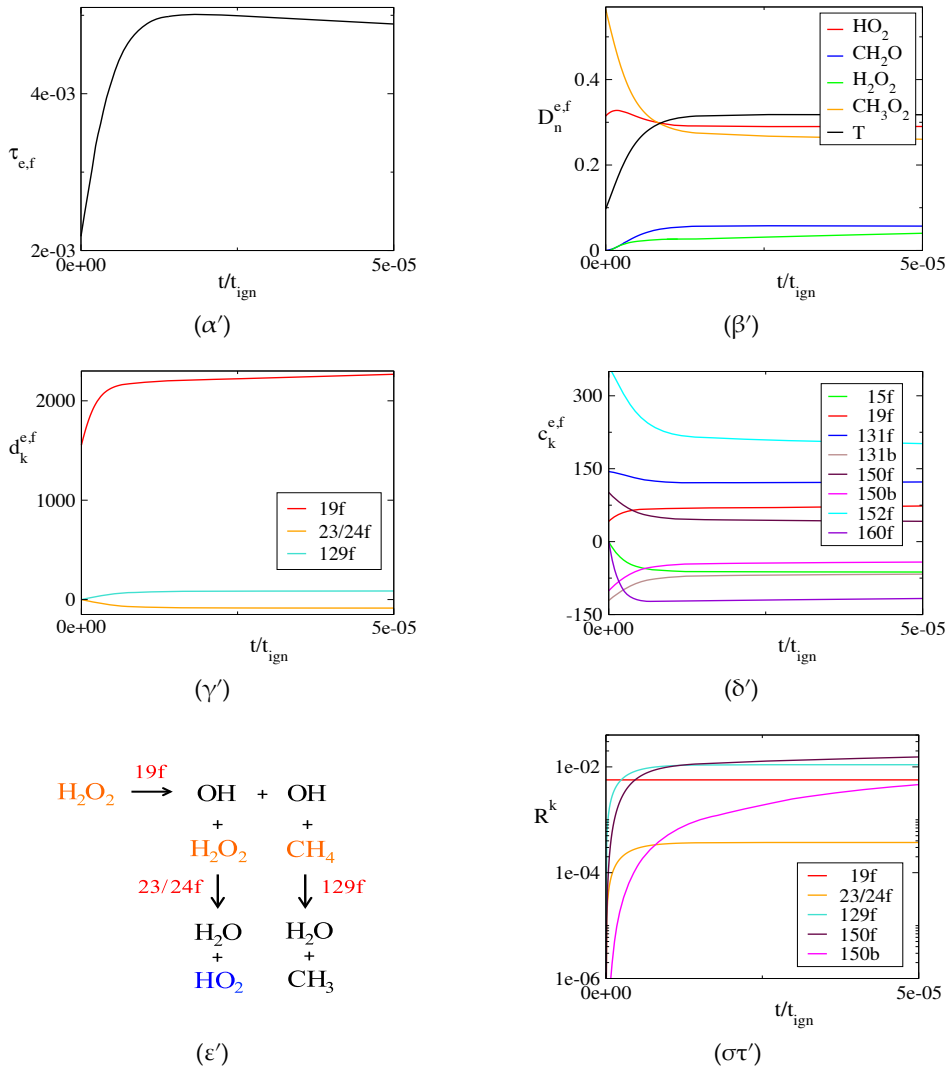 4e-03
τe,f
2e-03
0e+00 5e-05
t/tign
(α′)
0.4
Dn^e,f
0.2
0
HO2
CH2O
H2O2
CH3O2
T
0e+00 5e-05
t/tign
(β′)
2000
dk^e,f
1000
0
19f
23/24f
129f
0e+00 5e-05
t/tign
(γ′)
300
ck^e,f
150
0
-150
15f
19f
131f
131b
150f
150b
152f
160f
0e+00 5e-05
t/tign
(δ′)
19f
H2O2 OH + OH
+ +
H2O2 CH4
23/24f 129f
H2O H2O
+ +
HO2 CH3
(ε′)
1e-02
R^k
1e-04
1e-06
19f
23/24f
129f
150f
150b
0e+00 5e-05
t/tign
(στ′)